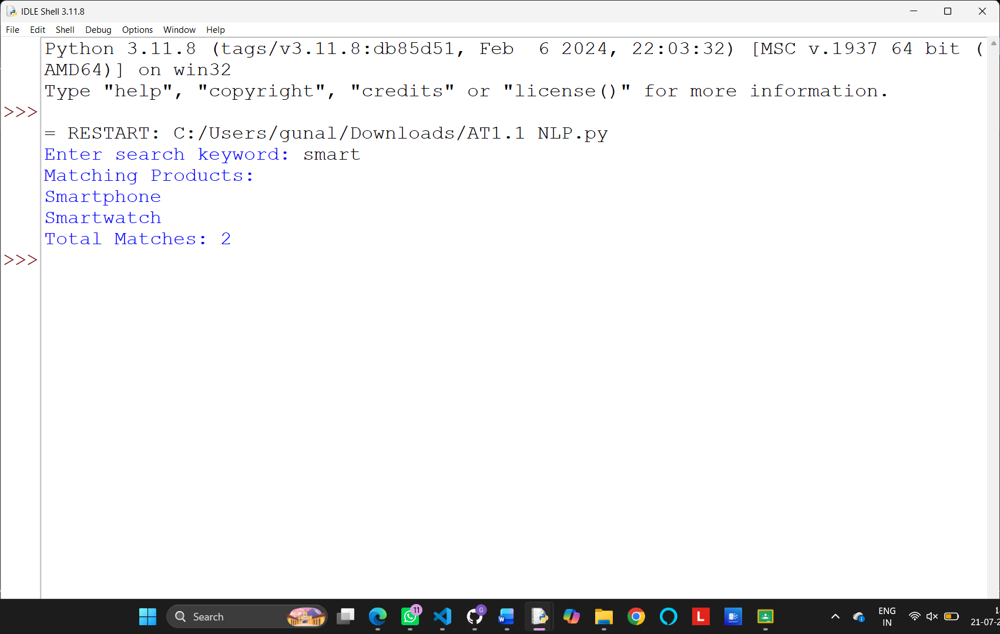 IDLE Shell 3.11.8
File Edit Shell Debug Options Window Help
Python 3.11.8 (tags/v3.11.8:db85d51, Feb  6 2024, 22:03:32) [MSC v.1937 64 bit (
AMD64)] on win32
Type "help", "copyright", "credits" or "license()" for more information.
>>>
= RESTART: C:/Users/gunal/Downloads/AT1.1 NLP.py
Enter search keyword: smart
Matching Products:
Smartphone
Smartwatch
Total Matches: 2
>>>
Search
11
G
W
L
ENG
IN
21-07-2